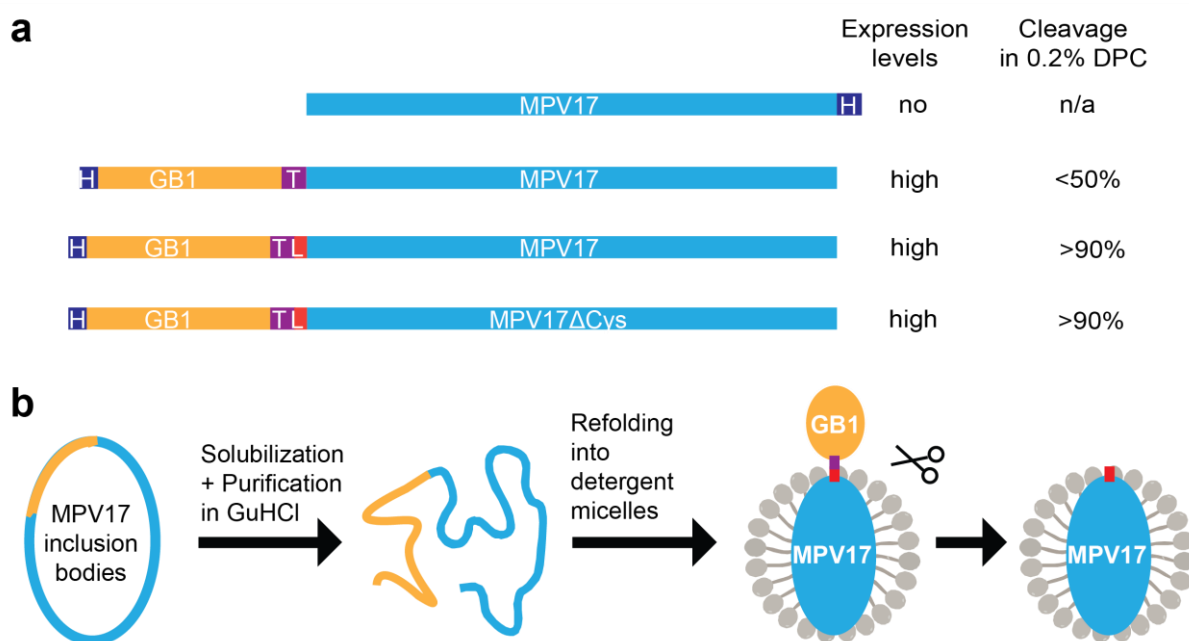 a
Expression levels
Cleavage in 0.2% DPC
MPV17 H no n/a
H GB1 T MPV17 high <50%
H GB1 T L MPV17 high >90%
H GB1 T L MPV17ΔCys high >90%
b
MPV17
inclusion
bodies
Solubilization
+ Purification
in GuHCl
Refolding
into
detergent
micelles
GB1
MPV17
MPV17